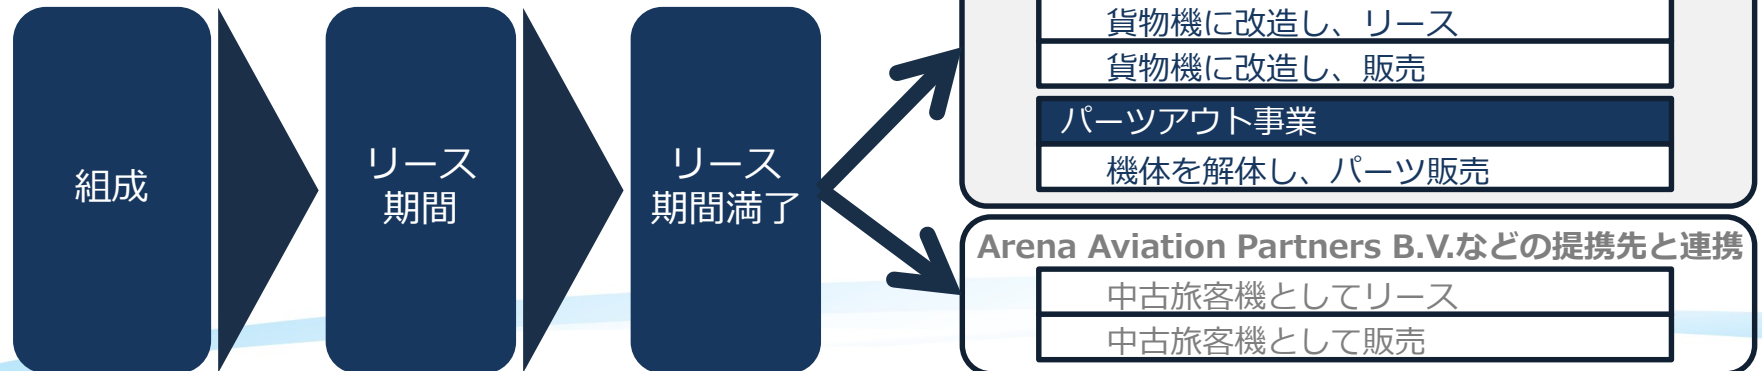 組成
リース
期間
リース
期間満了
貨物機に改造し、リース
貨物機に改造し、販売
パーツアウト事業
機体を解体し、パーツ販売
Arena Aviation Partners B.V.などの提携先と連携
中古旅客機としてリース
中古旅客機として販売